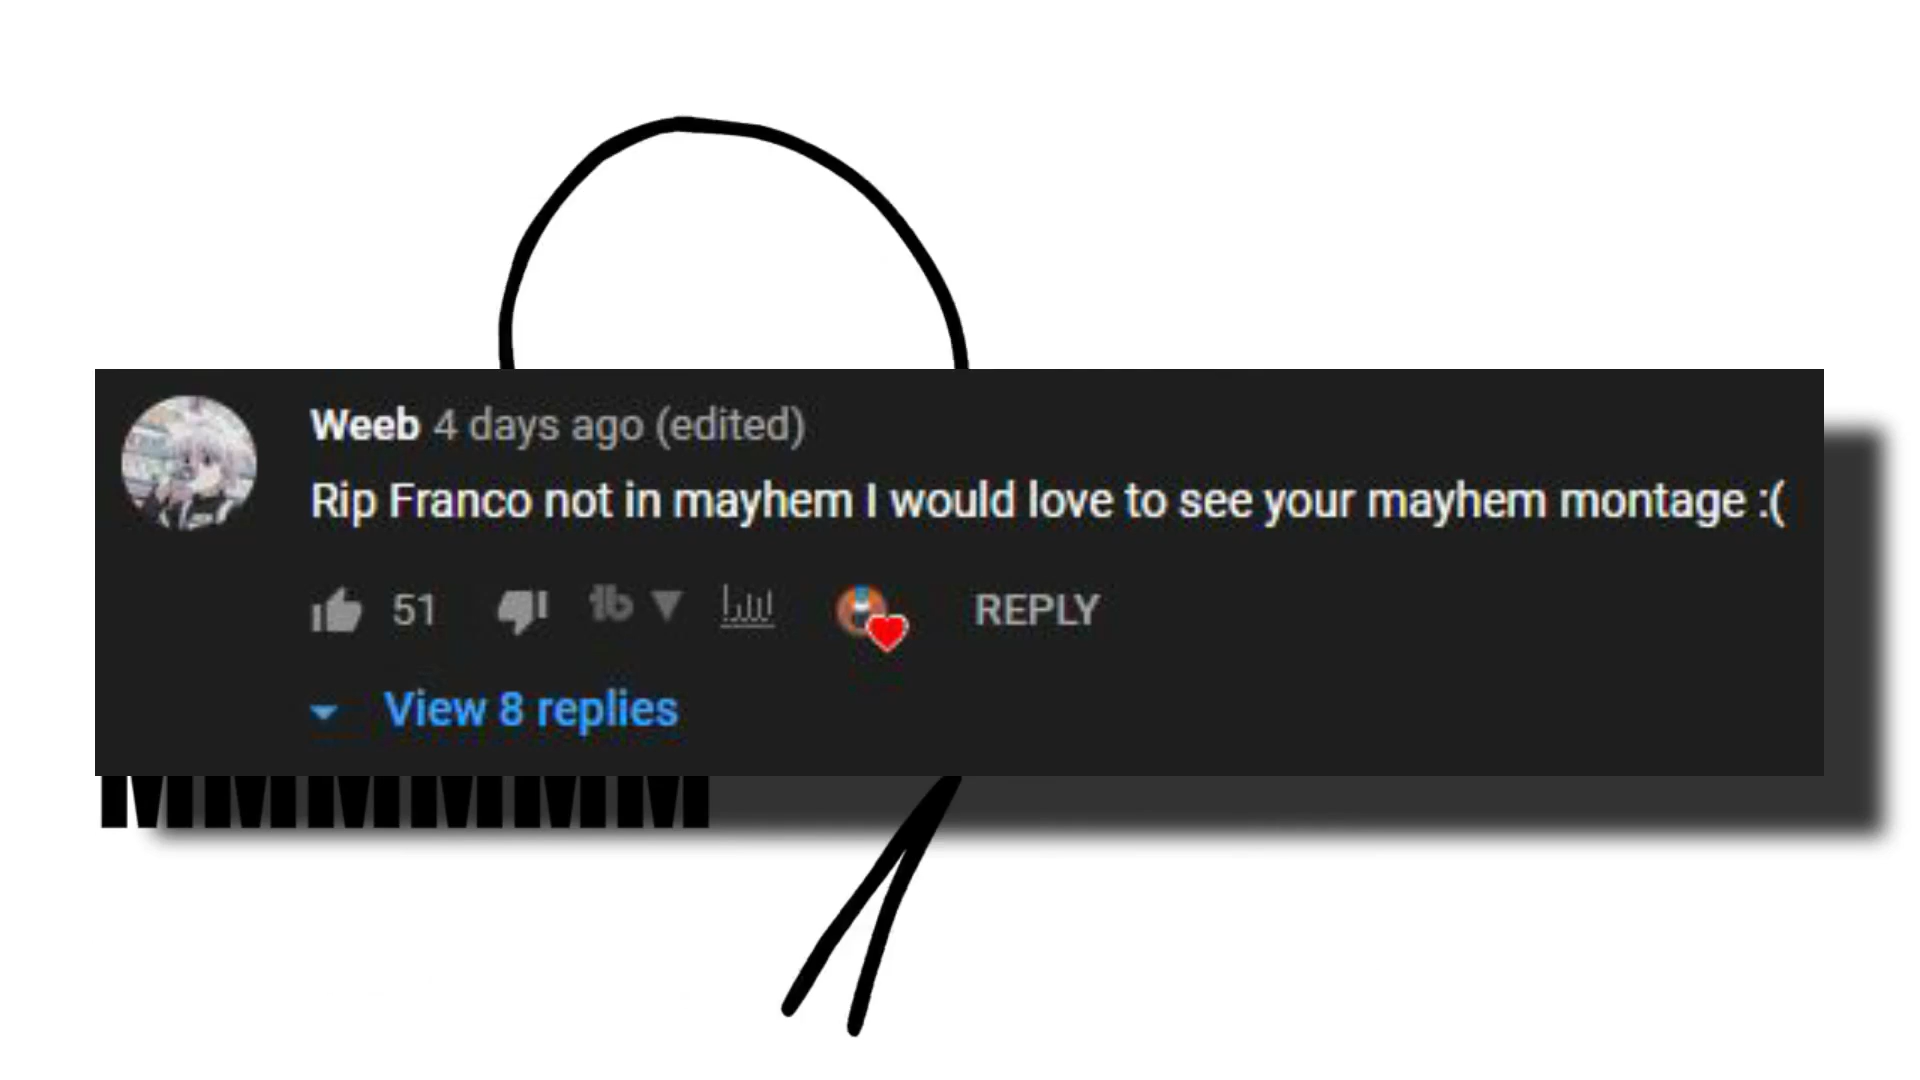 Weeb 4 days ago (edited)
Rip Franco not in mayhem I would love to see your mayhem montage :(
51 tb REPLY
View 8 replies